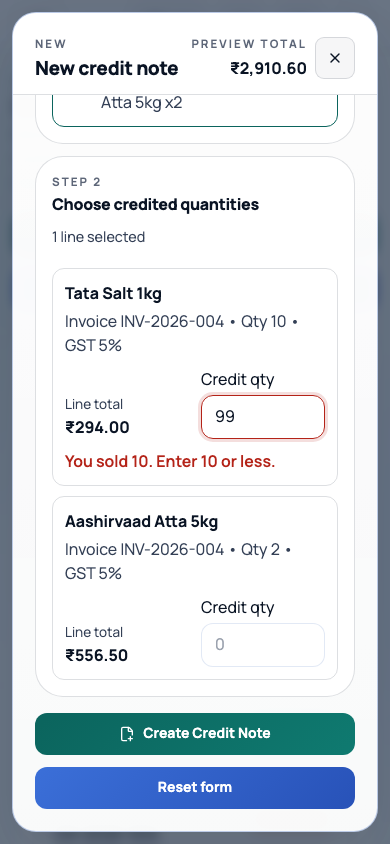 NEW
PREVIEW TOTAL
New credit note
₹2,910.60
Atta 5kg x2
STEP 2
Choose credited quantities
1 line selected
Tata Salt 1kg
Invoice INV-2026-004 • Qty 10 •
GST 5%
Credit qty
Line total
₹294.00
99
You sold 10. Enter 10 or less.
Aashirvaad Atta 5kg
Invoice INV-2026-004 • Qty 2 •
GST 5%
Credit qty
Line total
₹556.50
0
Create Credit Note
Reset form